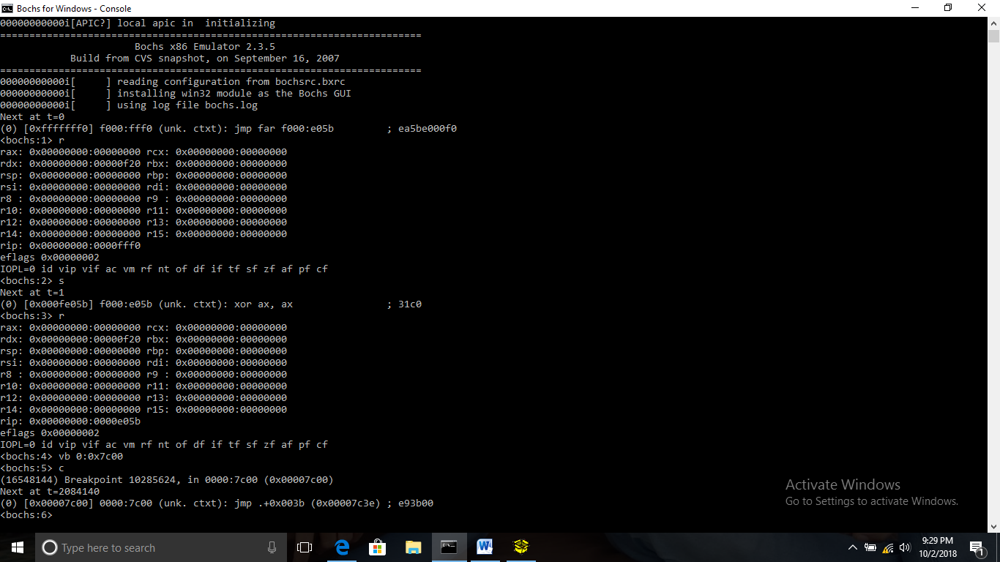 Bochs for Windows - Console
00000000000i[APIC?] local apic in  initializing
========================================================================
                       Bochs x86 Emulator 2.3.5
            Build from CVS snapshot, on September 16, 2007
========================================================================
00000000000i[     ] reading configuration from bochsrc.bxrc
00000000000i[     ] installing win32 module as the Bochs GUI
00000000000i[     ] using log file bochs.log
Next at t=0
(0) [0xfffffff0] f000:fff0 (unk. ctxt): jmp far f000:e05b         ; ea5be000f0
<bochs:1> r
rax: 0x00000000:00000000 rcx: 0x00000000:00000000
rdx: 0x00000000:00000f20 rbx: 0x00000000:00000000
rsp: 0x00000000:00000000 rbp: 0x00000000:00000000
rsi: 0x00000000:00000000 rdi: 0x00000000:00000000
r8 : 0x00000000:00000000 r9 : 0x00000000:00000000
r10: 0x00000000:00000000 r11: 0x00000000:00000000
r12: 0x00000000:00000000 r13: 0x00000000:00000000
r14: 0x00000000:00000000 r15: 0x00000000:00000000
rip: 0x00000000:0000fff0
eflags 0x00000002
IOPL=0 id vip vif ac vm rf nt of df if tf sf zf af pf cf
<bochs:2> s
Next at t=1
(0) [0x000fe05b] f000:e05b (unk. ctxt): xor ax, ax                ; 31c0
<bochs:3> r
rax: 0x00000000:00000000 rcx: 0x00000000:00000000
rdx: 0x00000000:00000f20 rbx: 0x00000000:00000000
rsp: 0x00000000:00000000 rbp: 0x00000000:00000000
rsi: 0x00000000:00000000 rdi: 0x00000000:00000000
r8 : 0x00000000:00000000 r9 : 0x00000000:00000000
r10: 0x00000000:00000000 r11: 0x00000000:00000000
r12: 0x00000000:00000000 r13: 0x00000000:00000000
r14: 0x00000000:00000000 r15: 0x00000000:00000000
rip: 0x00000000:0000e05b
eflags 0x00000002
IOPL=0 id vip vif ac vm rf nt of df if tf sf zf af pf cf
<bochs:4> vb 0:0x7c00
<bochs:5> c
(16548144) Breakpoint 10285624, in 0000:7c00 (0x00007c00)
Next at t=2084140
(0) [0x00007c00] 0000:7c00 (unk. ctxt): jmp .+0x003b (0x00007c3e) ; e93b00
<bochs:6>
Activate Windows
Go to Settings to activate Windows.
Type here to search
9:29 PM
10/2/2018
1